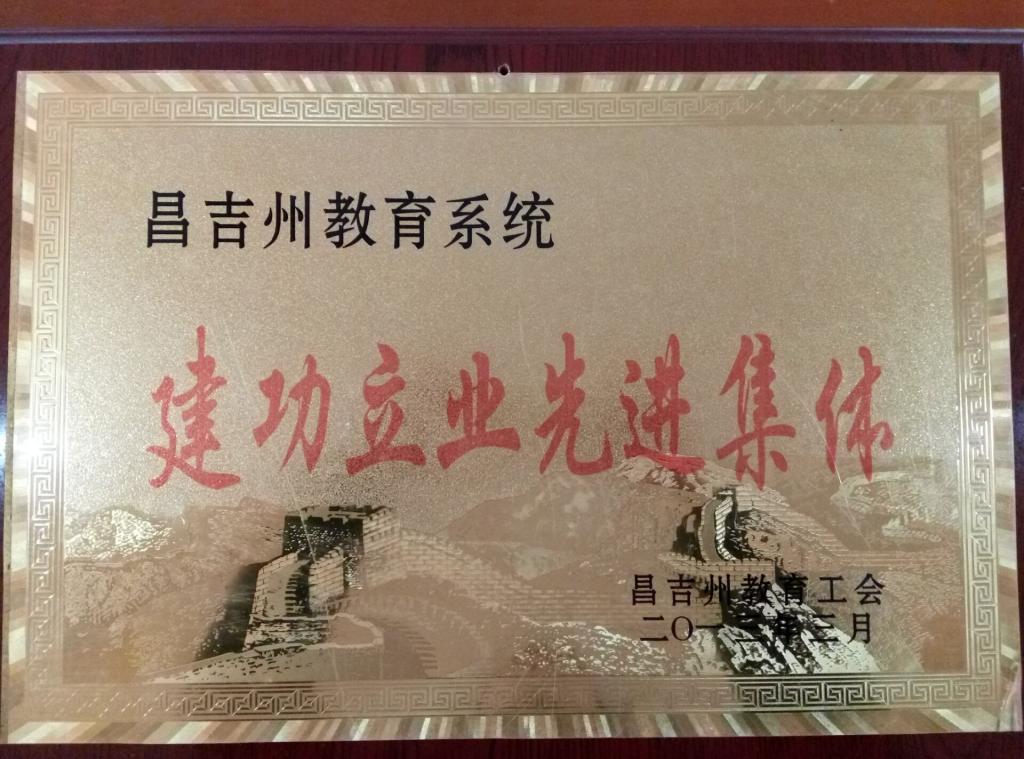 昌吉州教育系统
建功立业先进集体
昌吉州教育工会
二〇一三年三月